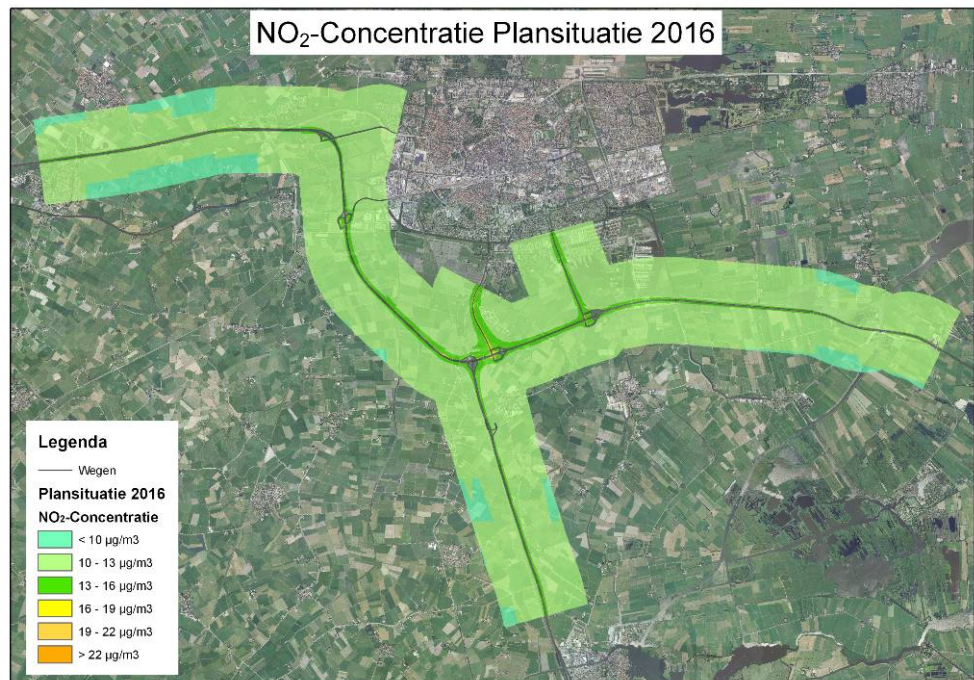 NO₂-Concentratie Plansituatie 2016
Legenda
Wegen
Plansituatie 2016
NO₂-Concentratie
< 10 µg/m3
10 - 13 µg/m3
13 - 16 µg/m3
16 - 19 µg/m3
19 - 22 µg/m3
> 22 µg/m3